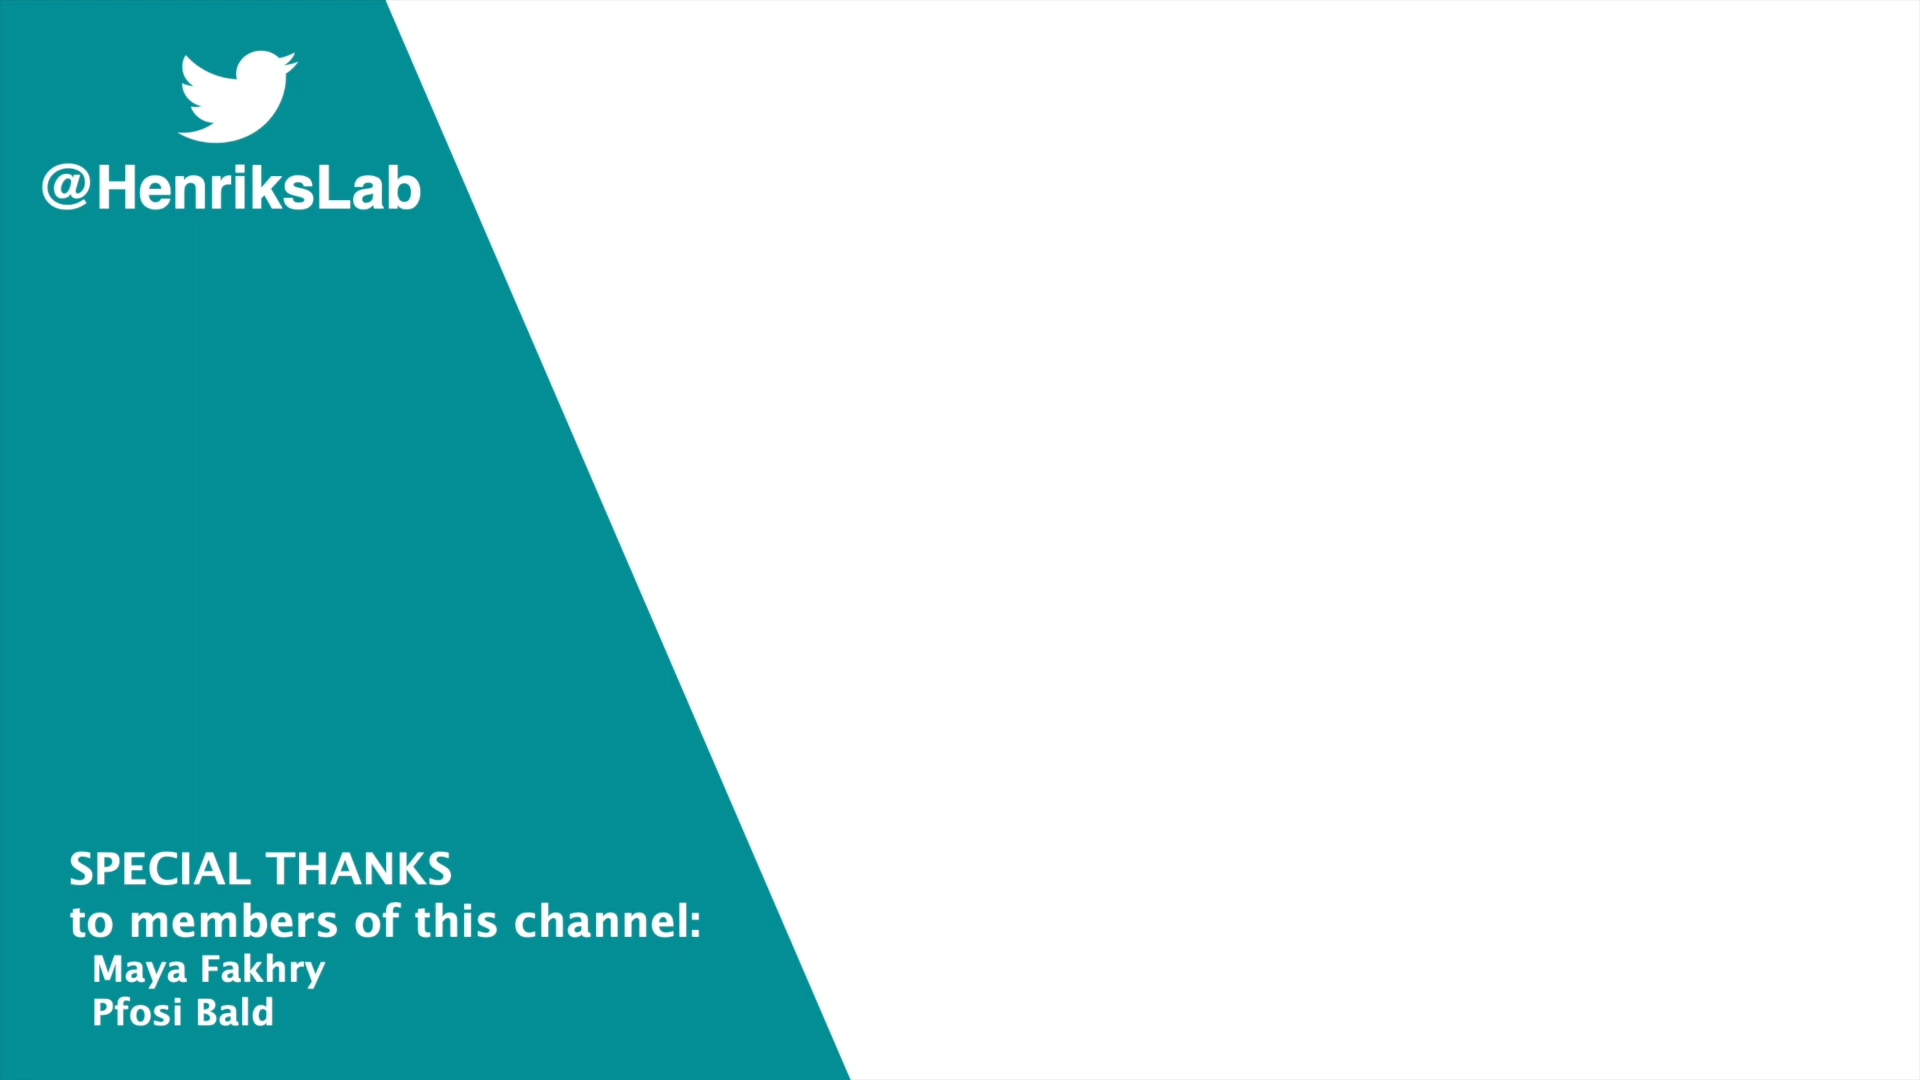 @HenriksLab
SPECIAL THANKS
to members of this channel:
Maya Fakhry
Pfosi Bald